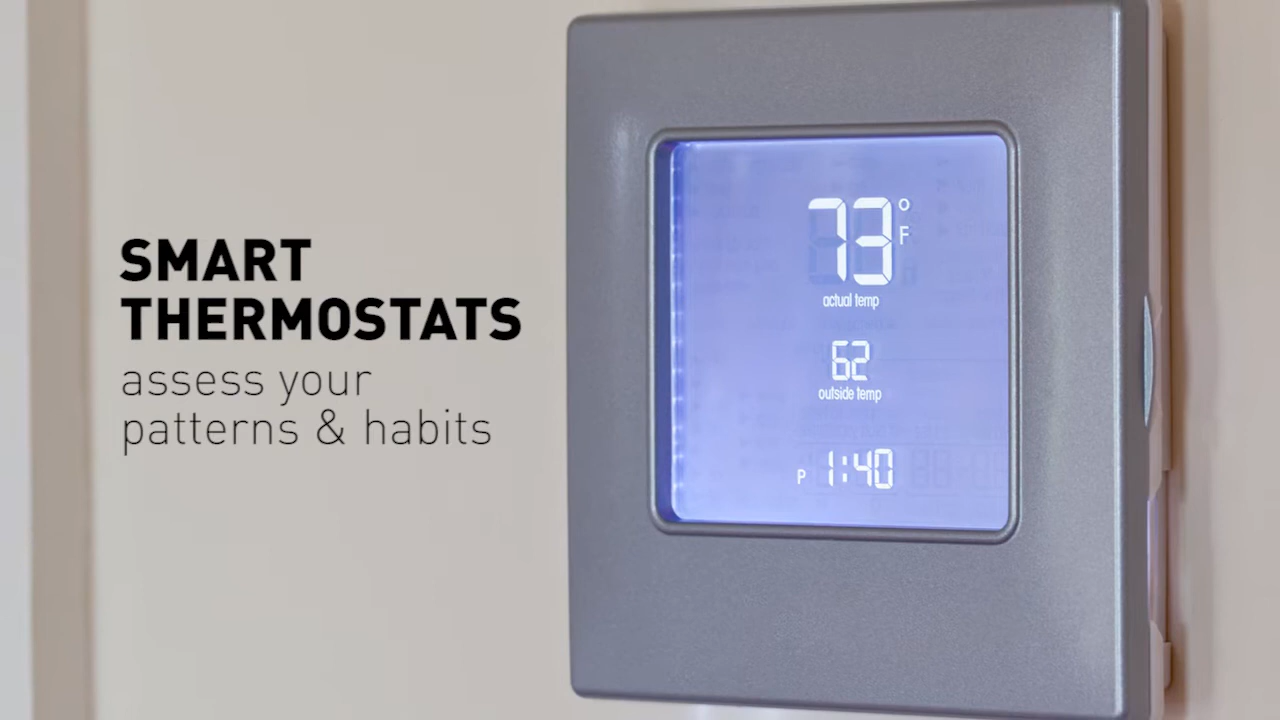 SMART
THERMOSTATS
assess your
patterns & habits
73 °F
actual temp
62
outside temp
P 1:40